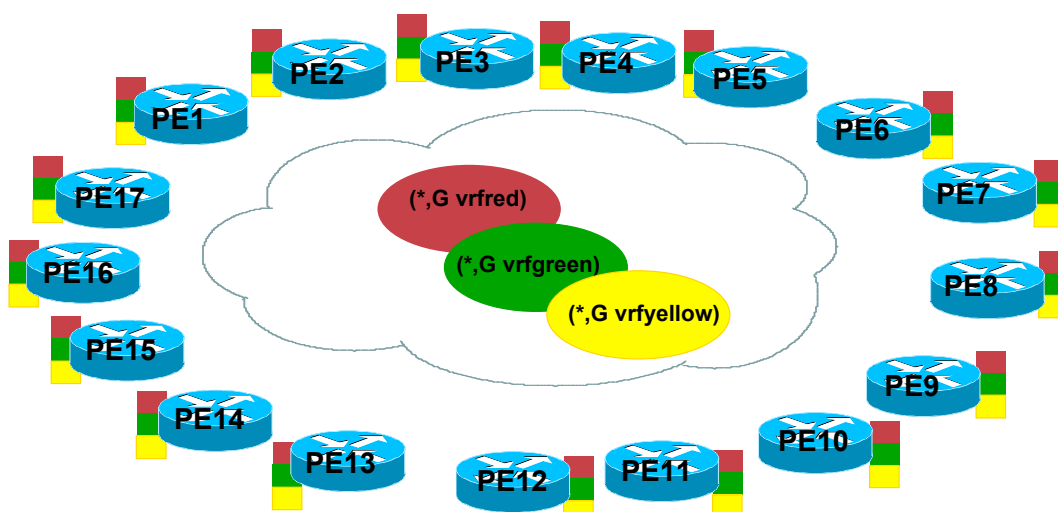 PE1
PE2
PE3
PE4
PE5
PE6
PE7
PE8
PE9
PE10
PE11
PE12
PE13
PE14
PE15
PE16
PE17
(*,G vrfred)
(*,G vrfgreen)
(*,G vrfyellow)